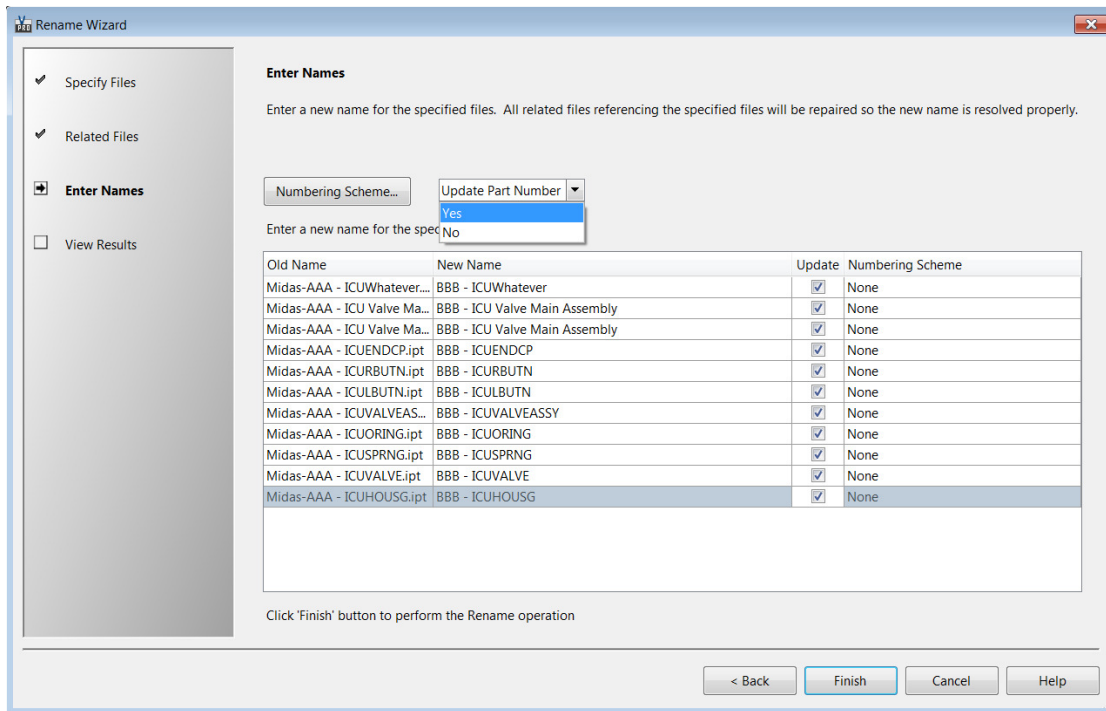 PRO Rename Wizard
Specify Files
Related Files
Enter Names
View Results
Enter Names
Enter a new name for the specified files. All related files referencing the specified files will be repaired so the new name is resolved properly.
Numbering Scheme... Update Part Number
Yes
No
Enter a new name for the spec
Old Name New Name Update Numbering Scheme
Midas-AAA - ICUWhatever.... BBB - ICUWhatever None
Midas-AAA - ICU Valve Ma... BBB - ICU Valve Main Assembly None
Midas-AAA - ICU Valve Ma... BBB - ICU Valve Main Assembly None
Midas-AAA - ICUENDCP.ipt BBB - ICUENDCP None
Midas-AAA - ICURBUTN.ipt BBB - ICURBUTN None
Midas-AAA - ICULBUTN.ipt BBB - ICULBUTN None
Midas-AAA - ICUVALVEAS... BBB - ICUVALVEASSY None
Midas-AAA - ICUORING.ipt BBB - ICUORING None
Midas-AAA - ICUSPRNG.ipt BBB - ICUSPRNG None
Midas-AAA - ICUVALVE.ipt BBB - ICUVALVE None
Midas-AAA - ICUHOUSG.ipt BBB - ICUHOUSG None
Click 'Finish' button to perform the Rename operation
< Back Finish Cancel Help